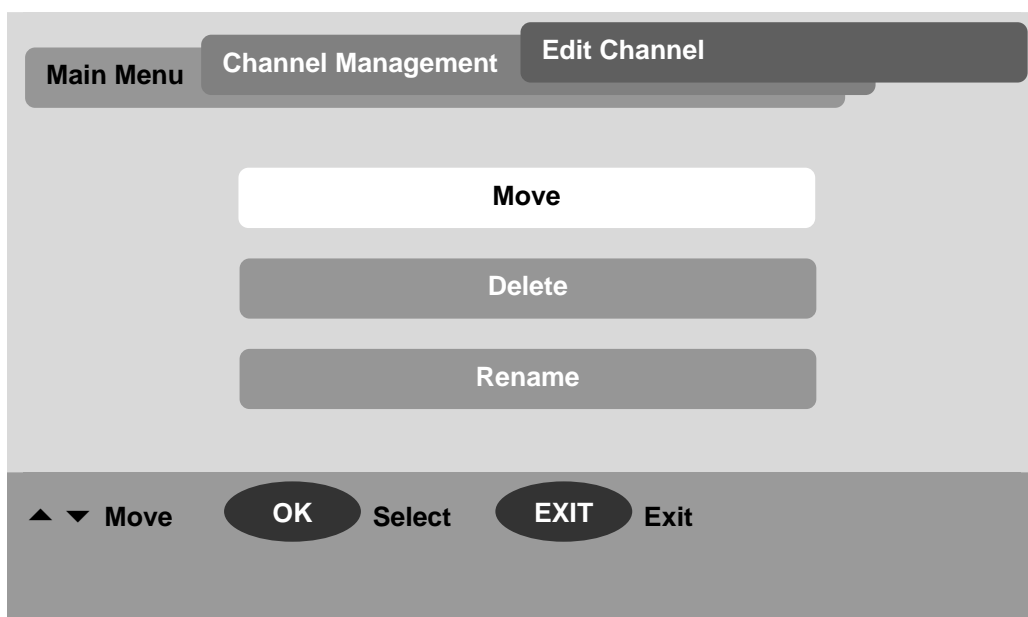 Main Menu Channel Management Edit Channel
Move
Delete
Rename
Move OK Select EXIT Exit